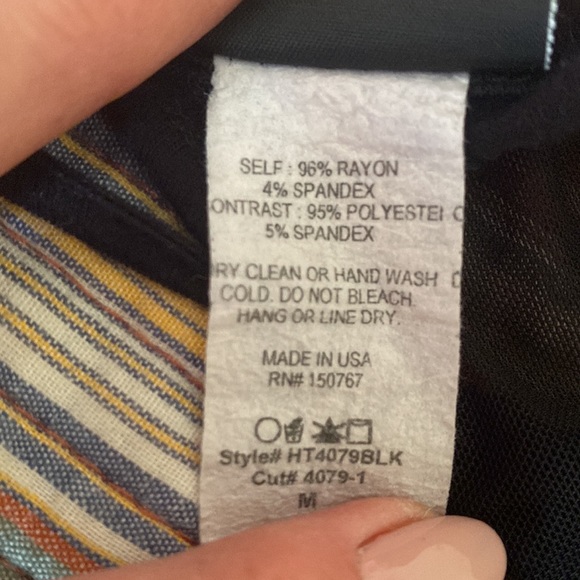 SELF : 96% RAYON
4% SPANDEX
ONTRAST : 95% POLYESTEI C
5% SPANDEX
RY CLEAN OR HAND WASH D
COLD. DO NOT BLEACH.
HANG OR LINE DRY.
MADE IN USA
RN# 150767
Style# HT4079BLK
Cut# 4079-1
M